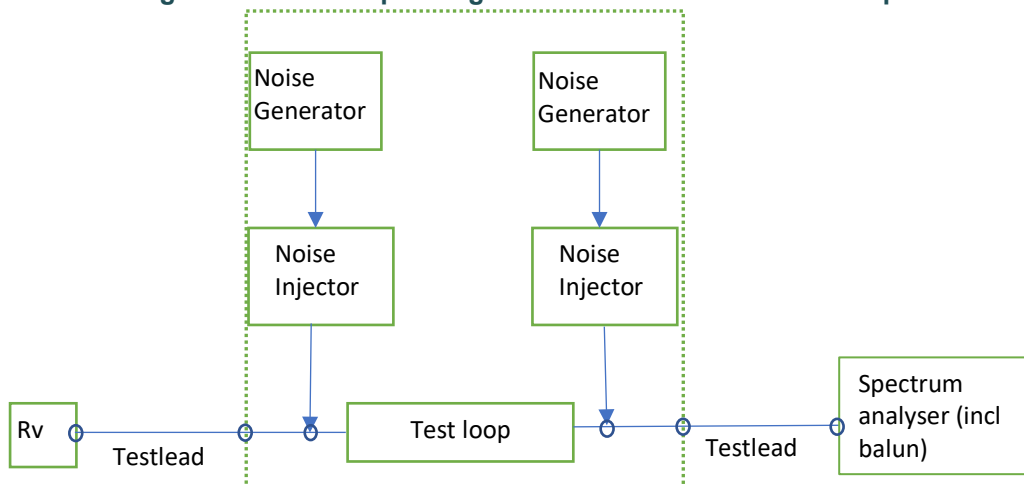 Noise
Generator
Noise
Generator
Noise
Injector
Noise
Injector
Rv
Testlead
Test loop
Testlead
Spectrum
analyser (incl
balun)